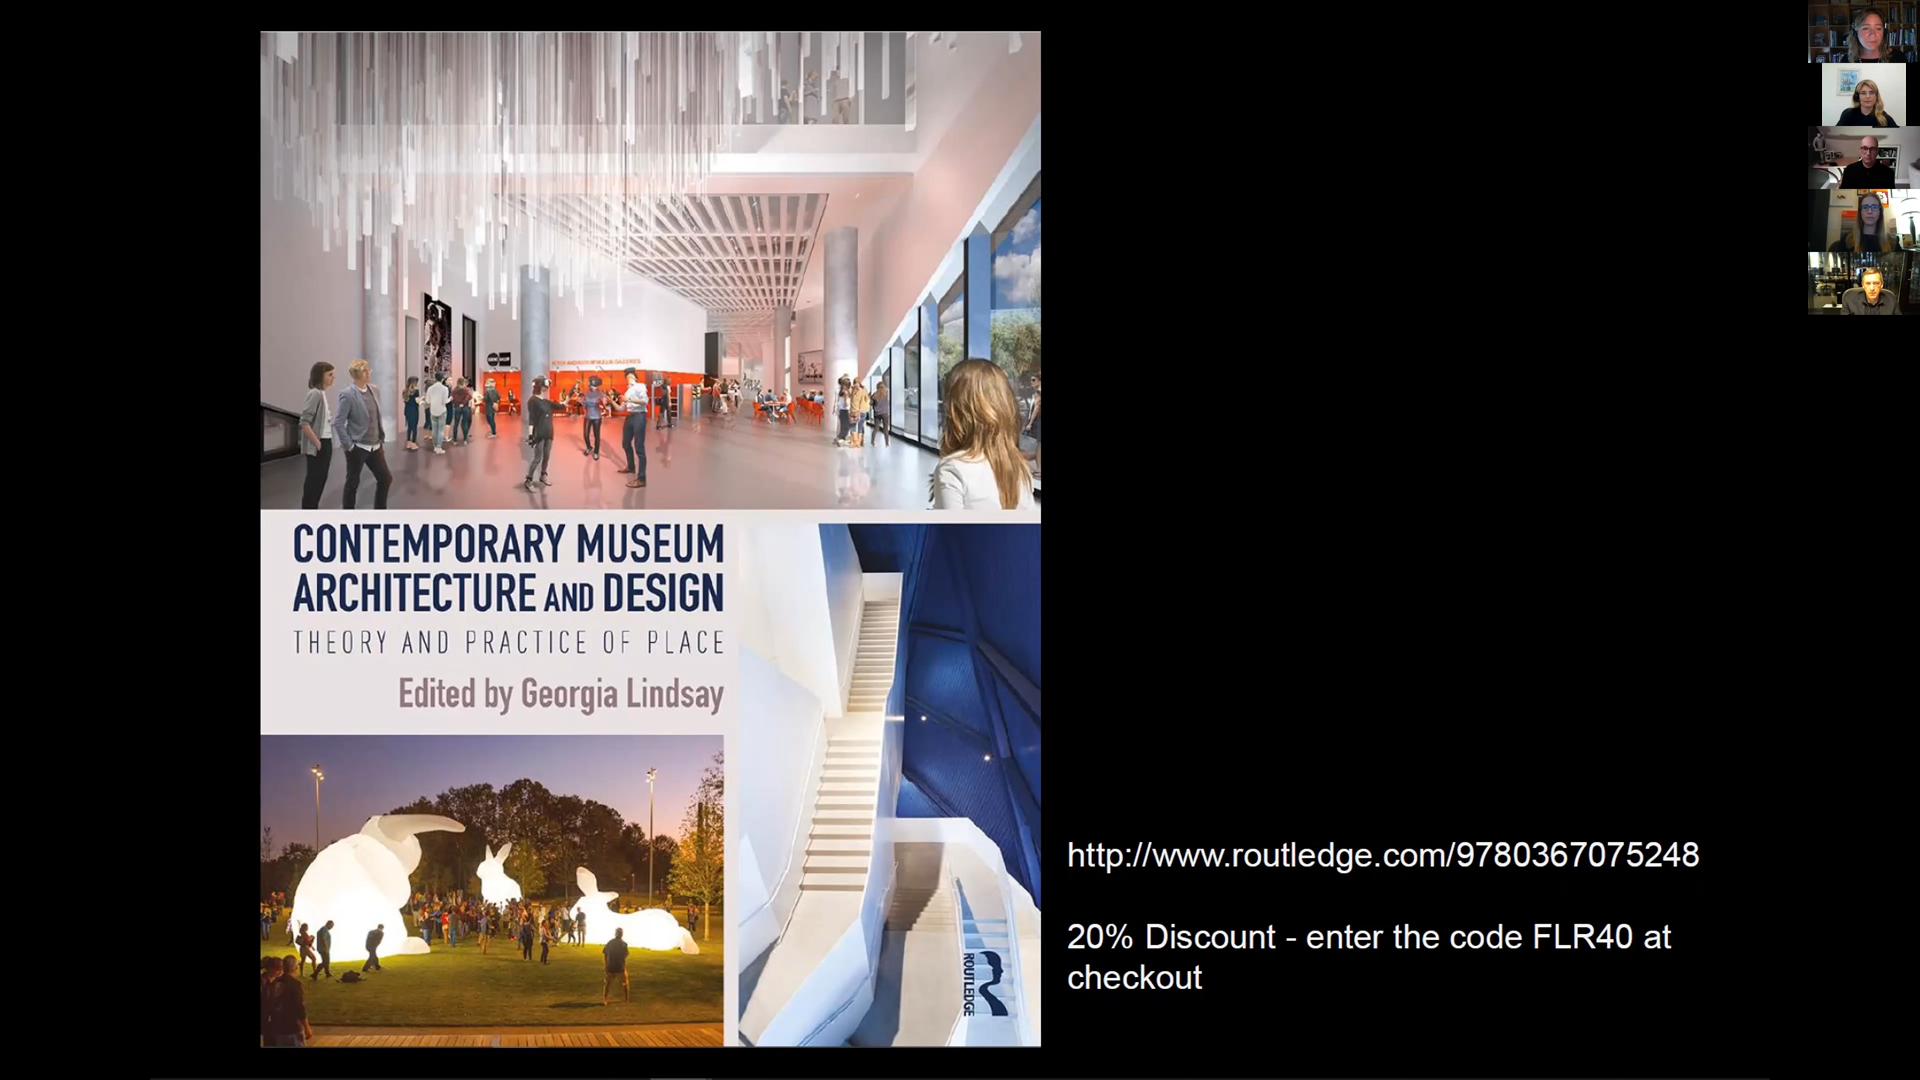 CONTEMPORARY MUSEUM
ARCHITECTURE AND DESIGN
THEORY AND PRACTICE OF PLACE
Edited by Georgia Lindsay
ROUTLEDGE
http://www.routledge.com/9780367075248
20% Discount - enter the code FLR40 at
checkout